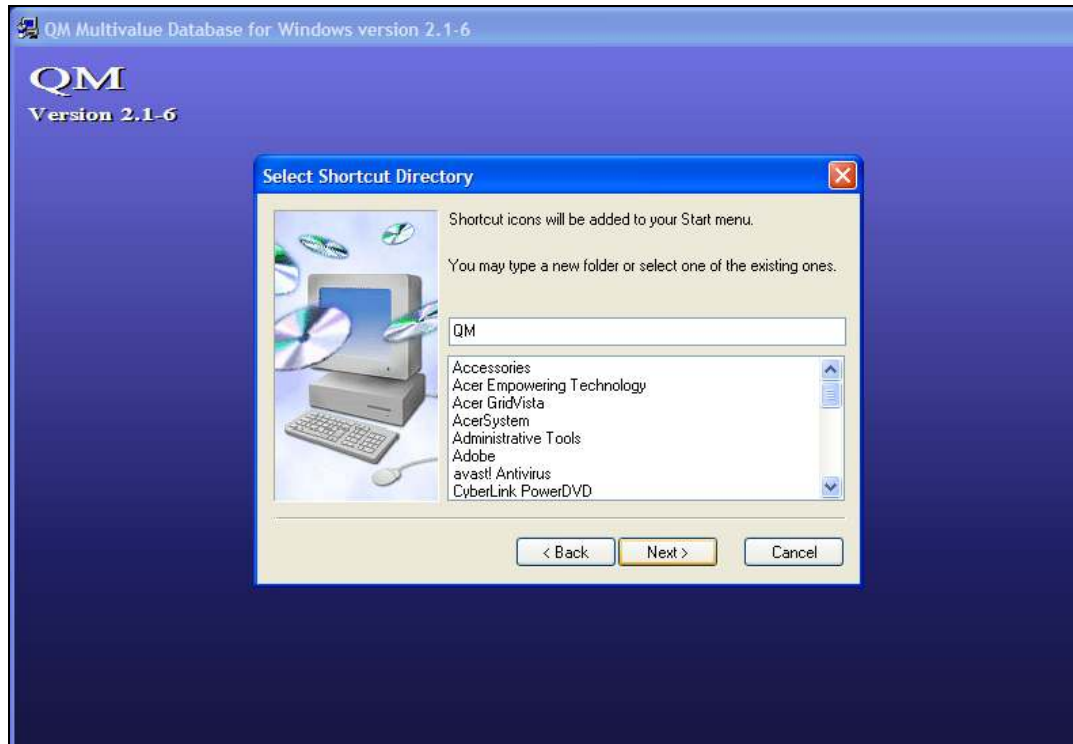 QM Multivalue Database for Windows version 2.1-6
QM
Version 2.1-6
Select Shortcut Directory
Shortcut icons will be added to your Start menu.
You may type a new folder or select one of the existing ones.
QM
Accessories
Acer Empowering Technology
Acer GridVista
AcerSystem
Administrative Tools
Adobe
avast! Antivirus
CyberLink PowerDVD
< Back Next > Cancel